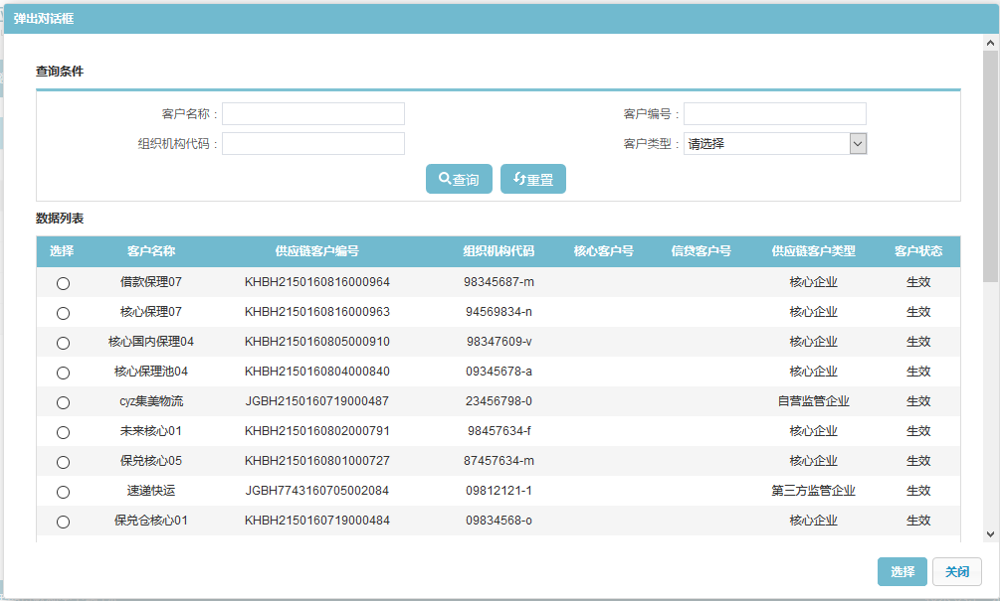 弹出对话框
查询条件
客户名称： 客户编号：
组织机构代码： 客户类型： 请选择
查询 重置
数据列表
选择 客户名称 供应链客户编号 组织机构代码 核心客户号 信贷客户号 供应链客户类型 客户状态
借款保理07 KHBH2150160816000964 98345687-m 核心企业 生效
核心保理07 KHBH2150160816000963 94569834-n 核心企业 生效
核心国内保理04 KHBH2150160805000910 98347609-v 核心企业 生效
核心保理池04 KHBH2150160804000840 09345678-a 核心企业 生效
cyz集美物流 JGBH2150160719000487 23456798-0 自营监管企业 生效
未来核心01 KHBH2150160802000791 98457634-f 核心企业 生效
保兑核心05 KHBH2150160801000727 87457634-m 核心企业 生效
速递快运 JGBH7743160705002084 09812121-1 第三方监管企业 生效
保兑仓核心01 KHBH2150160719000484 09834568-o 核心企业 生效
选择 关闭